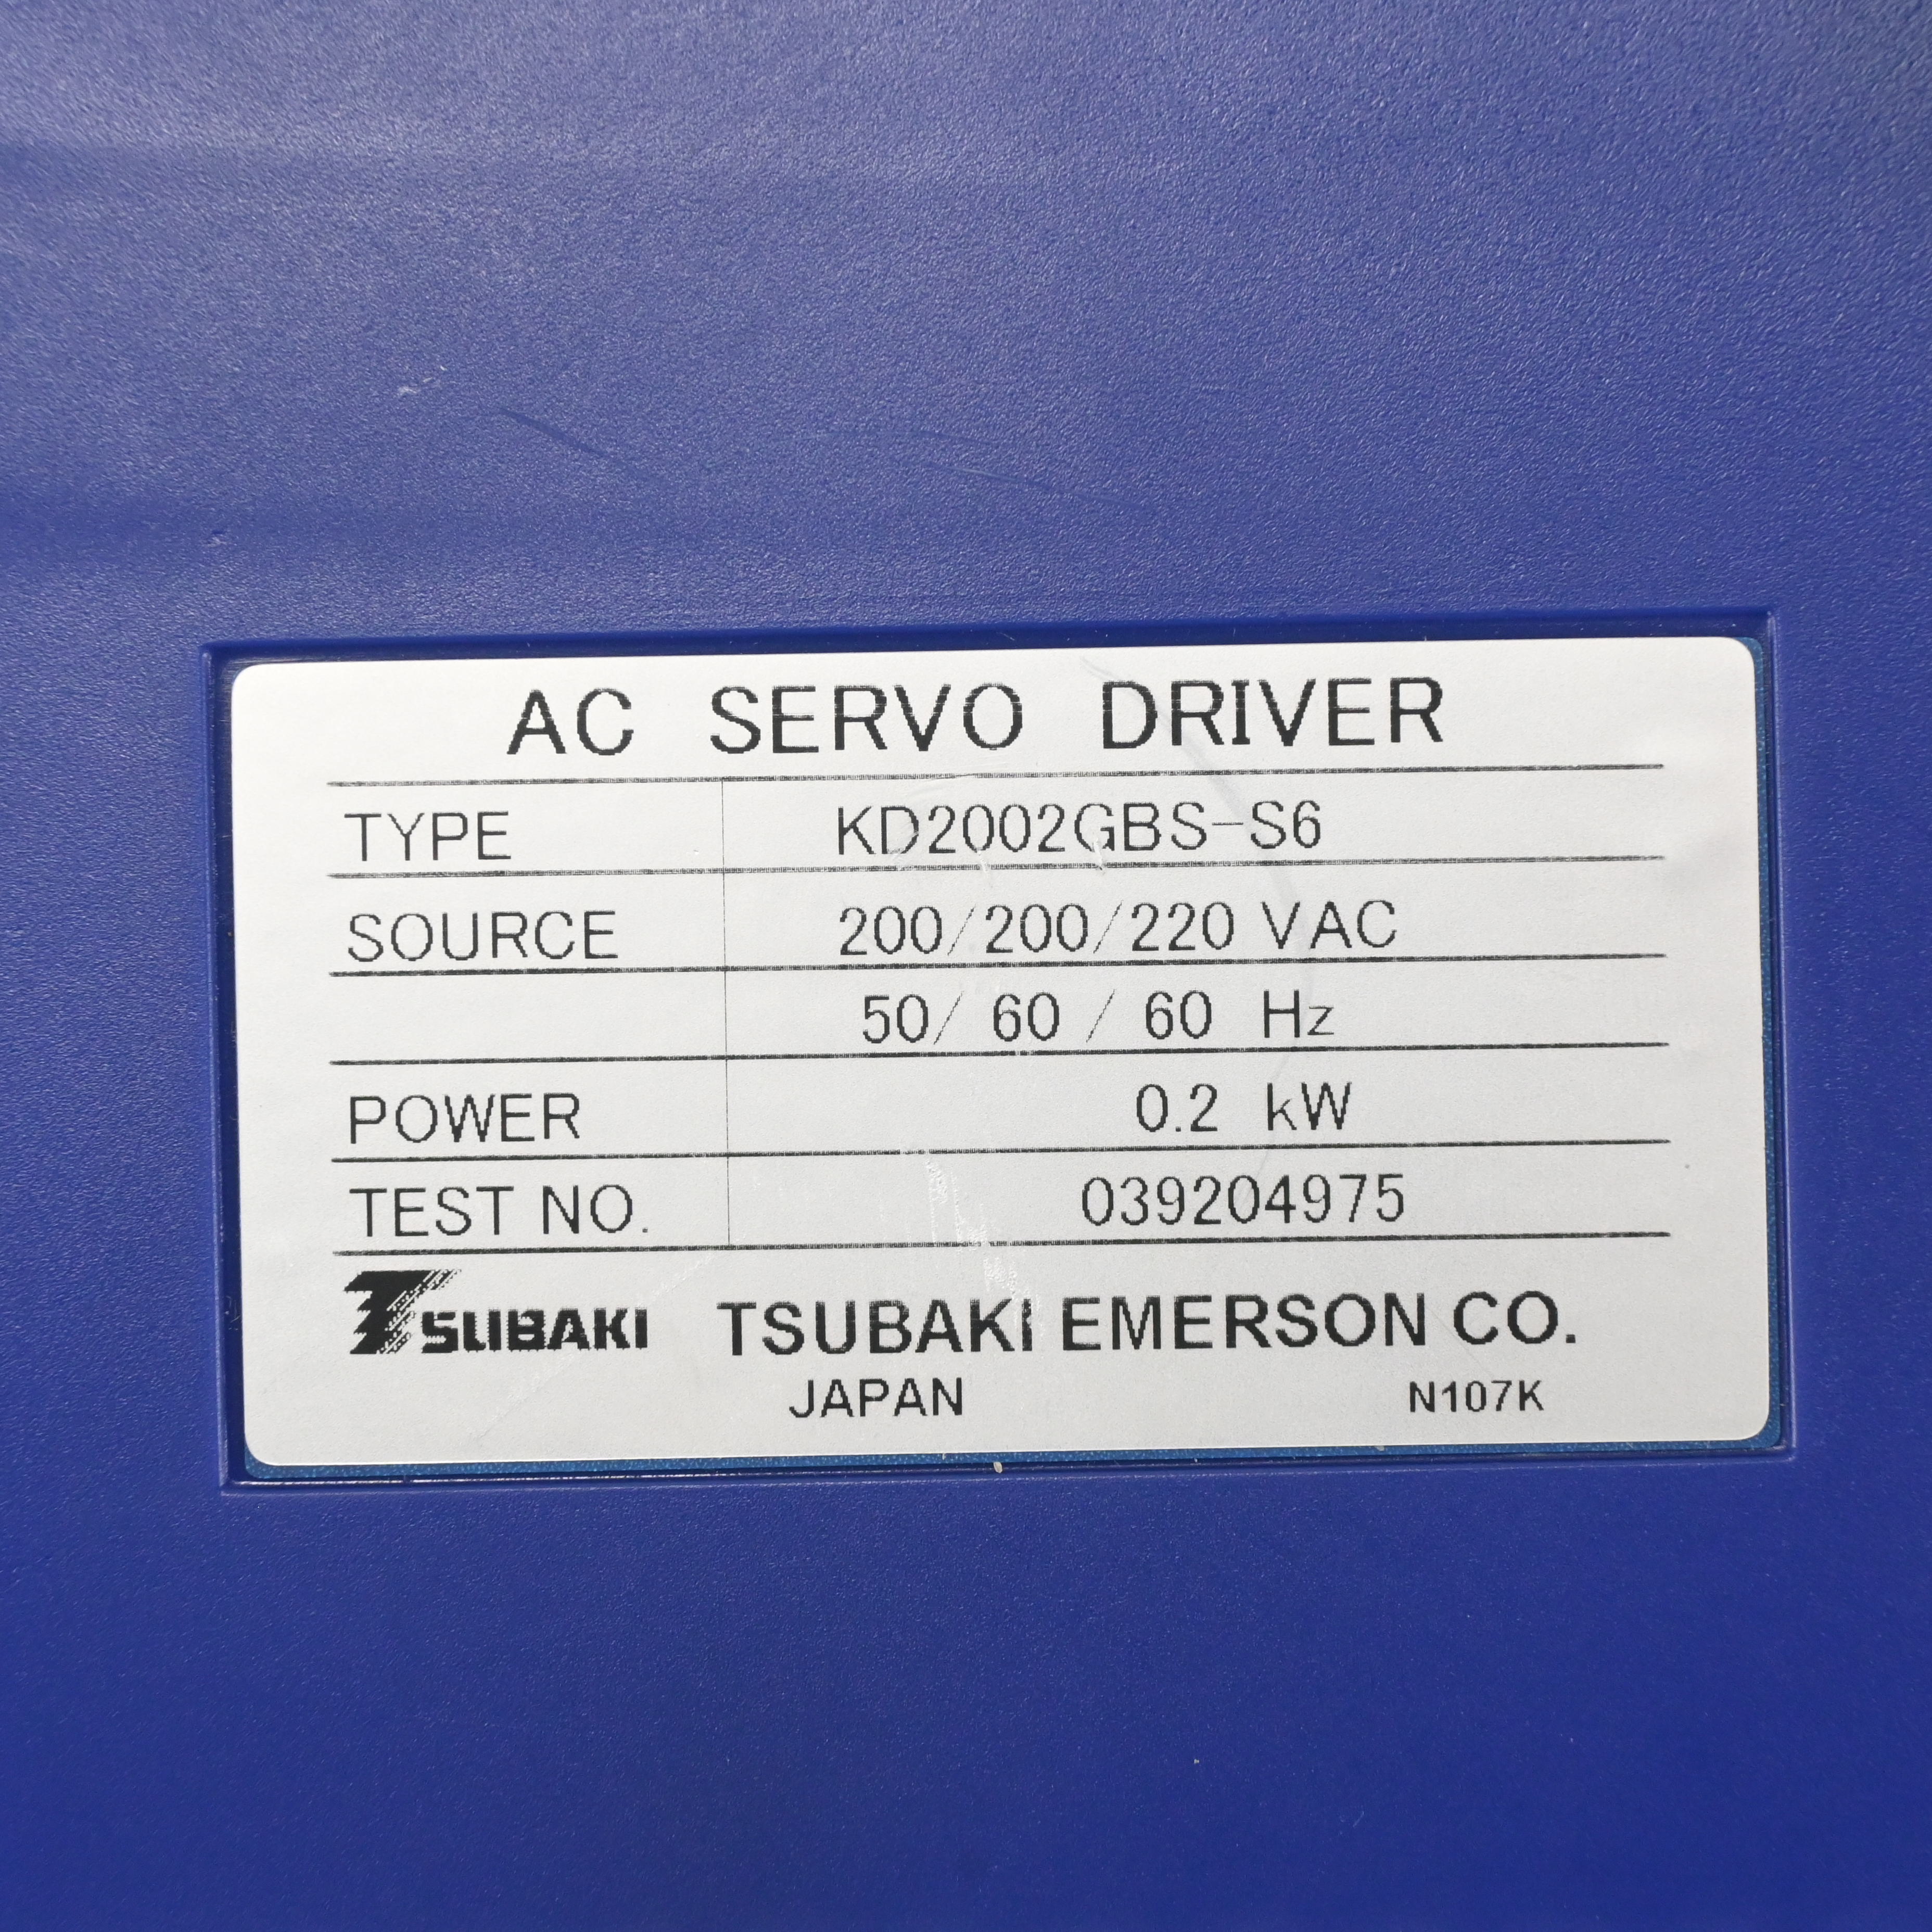 AC SERVO DRIVER
TYPE KD2002GBS-S6
SOURCE 200/200/220 VAC
50/ 60 / 60 Hz
POWER 0.2 kW
TEST NO. 039204975
TSUBAKI TSUBAKI EMERSON CO.
JAPAN N107K